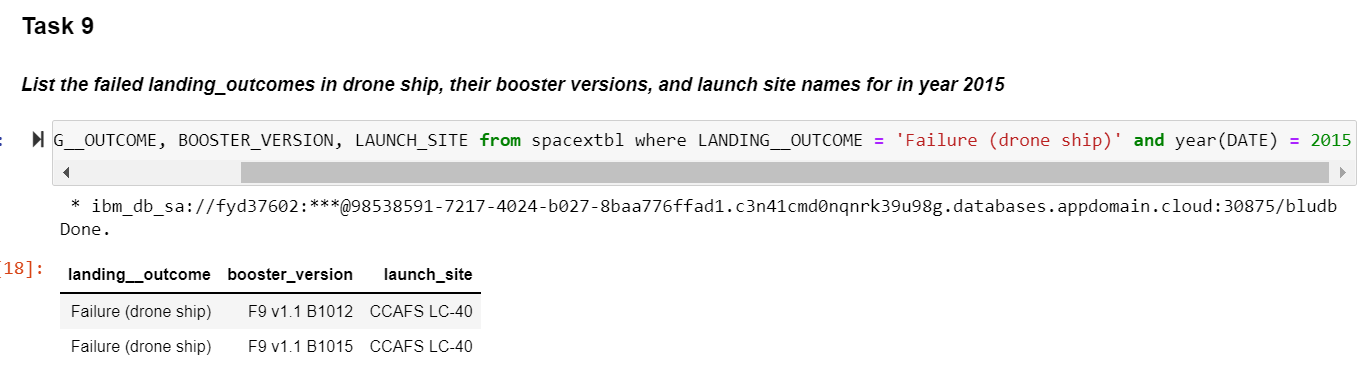 Task 9
List the failed landing_outcomes in drone ship, their booster versions, and launch site names for in year 2015
: G__OUTCOME, BOOSTER_VERSION, LAUNCH_SITE from spacextbl where LANDING__OUTCOME = 'Failure (drone ship)' and year(DATE) = 2015
* ibm_db_sa://fyd37602:***@98538591-7217-4024-b027-8baa776ffad1.c3n41cmd0nqnrk39u98g.databases.appdomain.cloud:30875/bludb
Done.
[18]:
landing__outcome booster_version launch_site
Failure (drone ship) F9 v1.1 B1012 CCAFS LC-40
Failure (drone ship) F9 v1.1 B1015 CCAFS LC-40